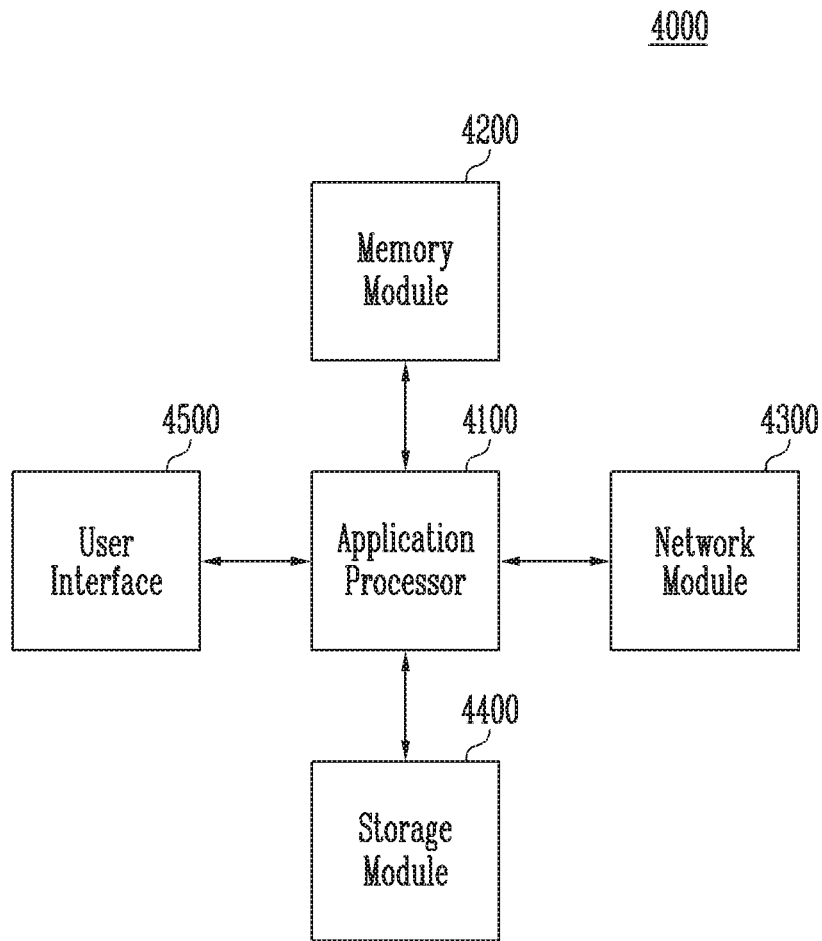 4000
4200
Memory
Module
4500
4100
4300
User
Interface
Application
Processor
Network
Module
4400
Storage
Module